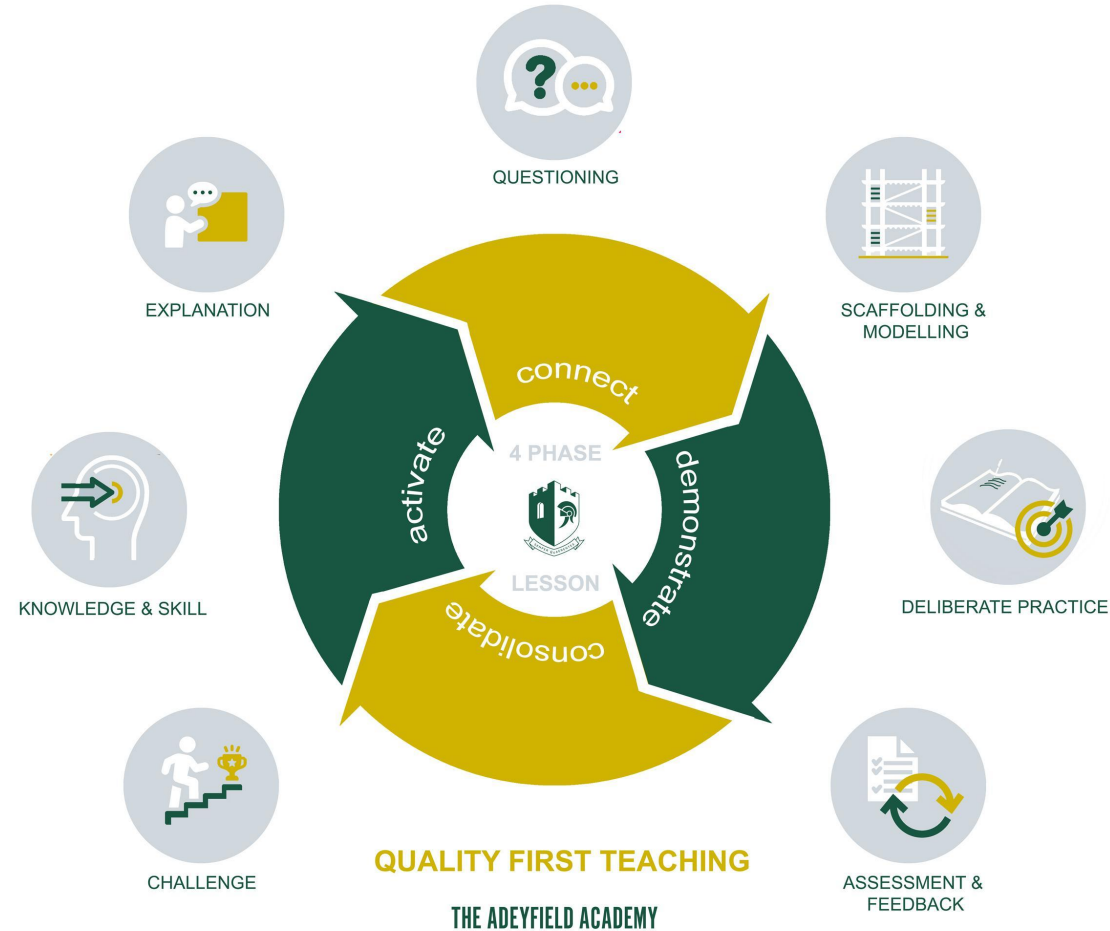 QUESTIONING
EXPLANATION
SCAFFOLDING &
MODELLING
connect
4 PHASE
activate
demonstrate
LESSON
consolidate
KNOWLEDGE & SKILL
DELIBERATE PRACTICE
CHALLENGE
ASSESSMENT &
FEEDBACK
QUALITY FIRST TEACHING
THE ADEYFIELD ACADEMY